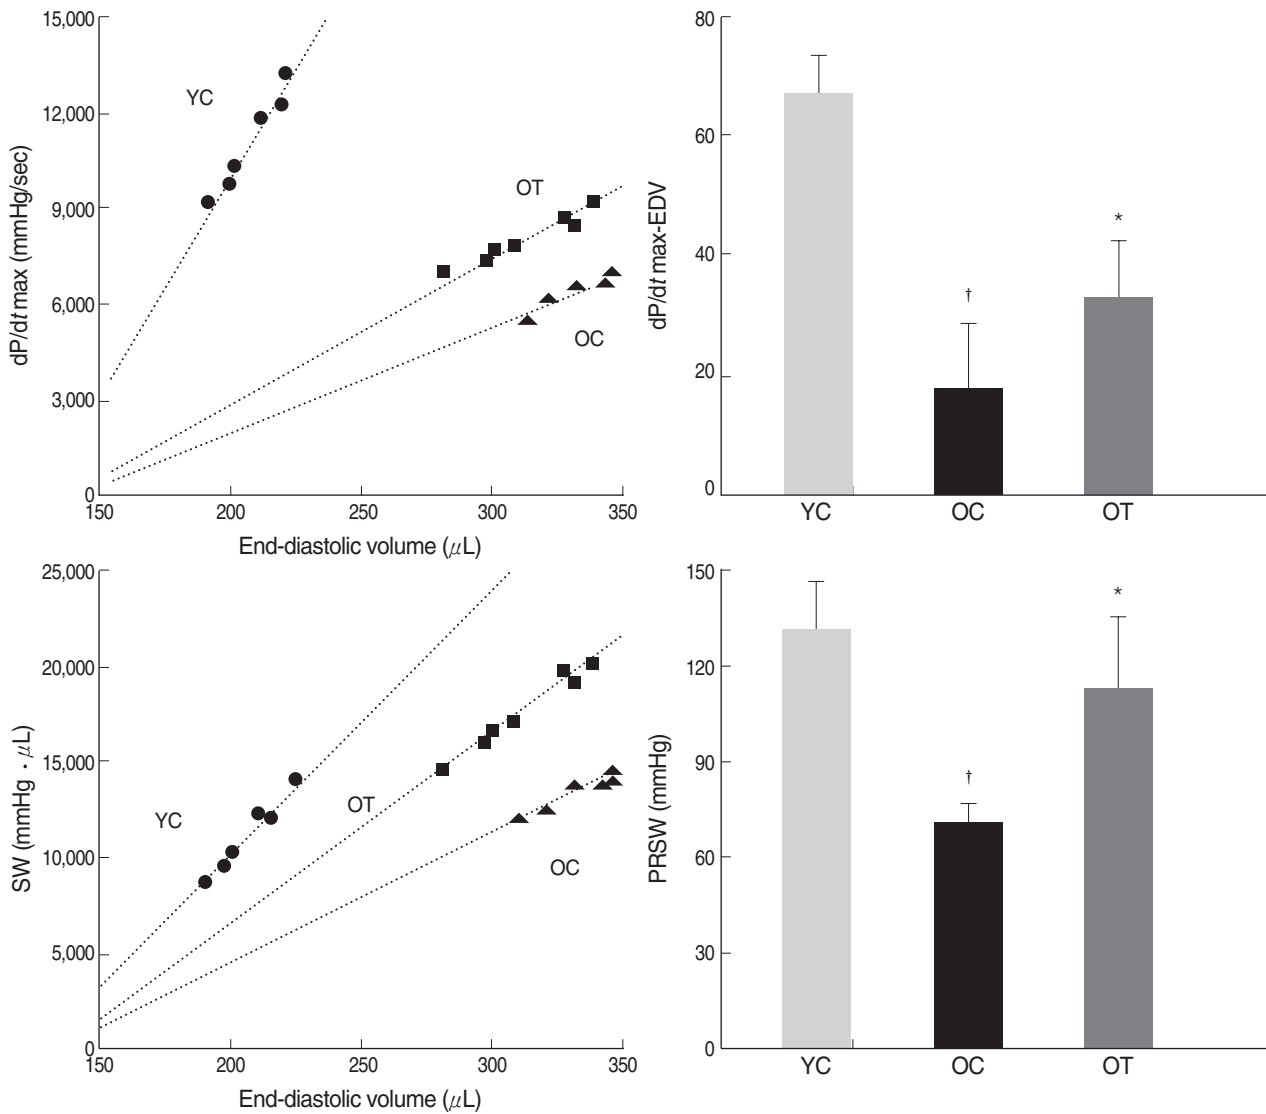 15,000
12,000
9,000
6,000
3,000
0
dP/dt max (mmHg/sec)
YC
OT
OC
150 200 250 300 350
End-diastolic volume (μL)
80
60
40
20
0
dP/dt max-EDV
†
*
YC OC OT
25,000
20,000
15,000
10,000
5,000
0
SW (mmHg · μL)
YC
OT
OC
150 200 250 300 350
End-diastolic volume (μL)
150
120
90
60
30
0
PRSW (mmHg)
†
*
YC OC OT